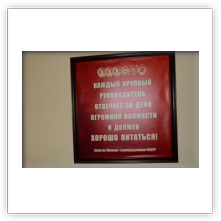 КАЖДЫЙ КРУПНЫЙ
РУКОВОДИТЕЛЬ
ОТВЕЧАЕТ ЗА ДЕЛО
ОГРОМНОЙ ВАЖНОСТИ
И ДОЛЖЕН
ХОРОШО ПИТАТЬСЯ!